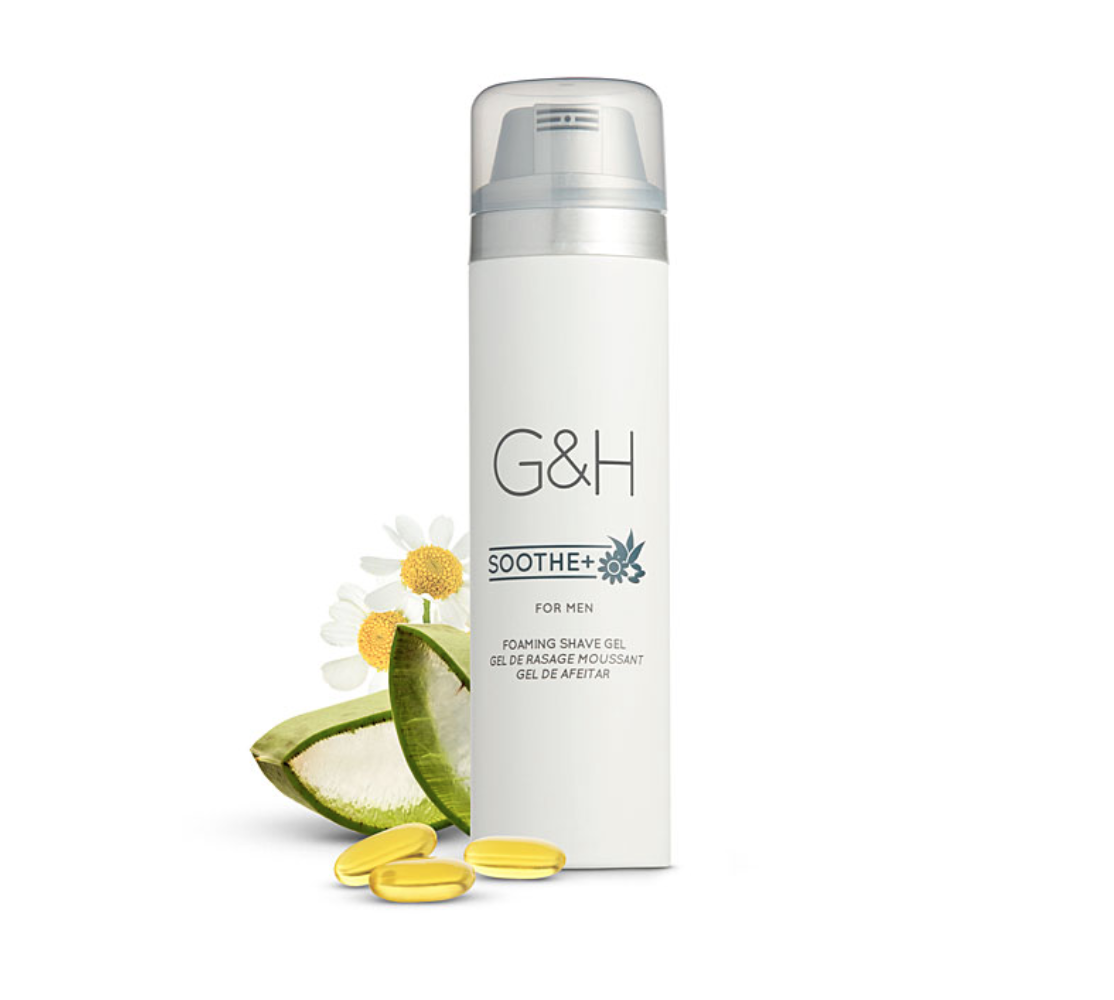 G&H
SOOTHE+
FOR MEN
FOAMING SHAVE GEL
GEL DE RASAGE MOUSSANT
GEL DE AFEITAR